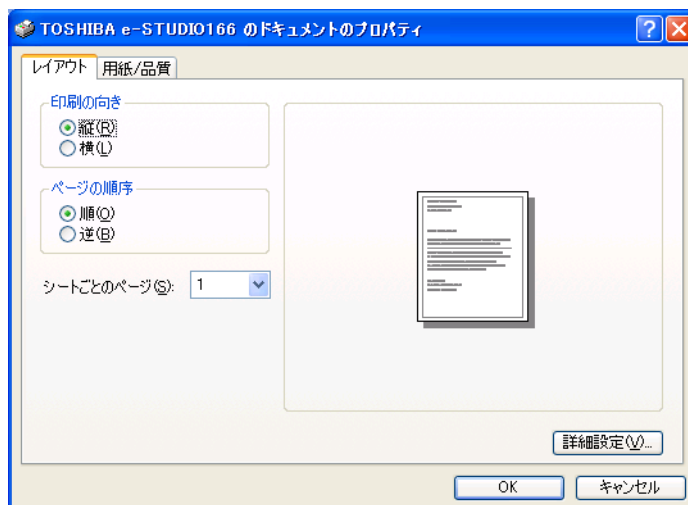 TOSHIBA e-STUDIO166 のドキュメントのプロパティ
レイアウト 用紙/品質
印刷の向き
縦(R)
横(L)
ページの順序
順(O)
逆(B)
シートごとのページ(S): 1
詳細設定(V)...
OK キャンセル